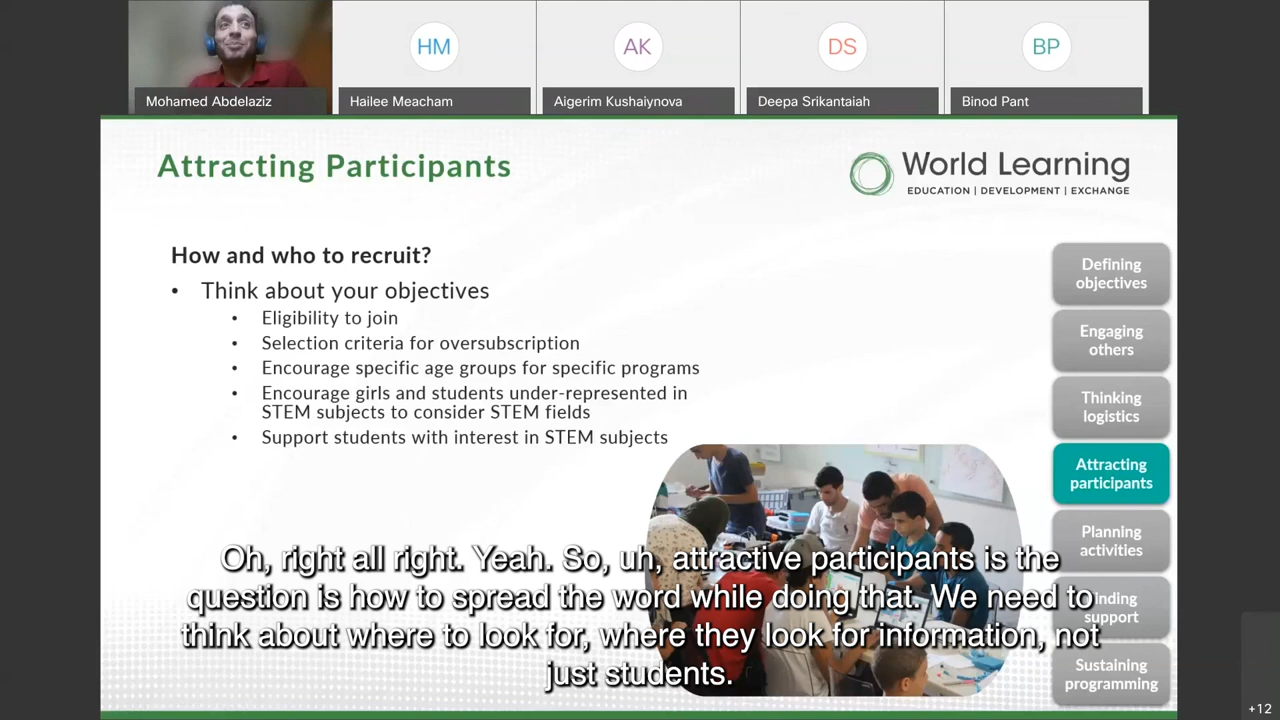 HM
AK
DS
BP
Mohamed Abdelaziz
Hailee Meacham
Aigerim Kushaiynova
Deepa Srikantaiah
Binod Pant
Attracting Participants
World Learning
EDUCATION | DEVELOPMENT | EXCHANGE
How and who to recruit?
• Think about your objectives
• Eligibility to join
• Selection criteria for oversubscription
• Encourage specific age groups for specific programs
• Encourage girls and students under-represented in
STEM subjects to consider STEM fields
• Support students with interest in STEM subjects
Defining
objectives
Engaging
others
Thinking
logistics
Attracting
participants
Planning
activities
support
Sustaining
programming
Oh, right all right. Yeah. So, uh, attractive participants is the
question is how to spread the word while doing that. We need to
think about where to look for, where they look for information, not
just students.
+12